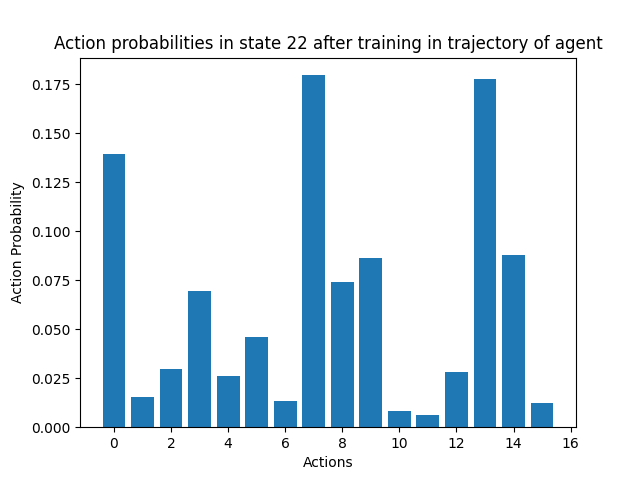 Action probabilities in state 22 after training in trajectory of agent
0.175
0.150
0.125
0.100
0.075
0.050
0.025
0.000
Action Probability
0 2 4 6 8 10 12 14 16
Actions